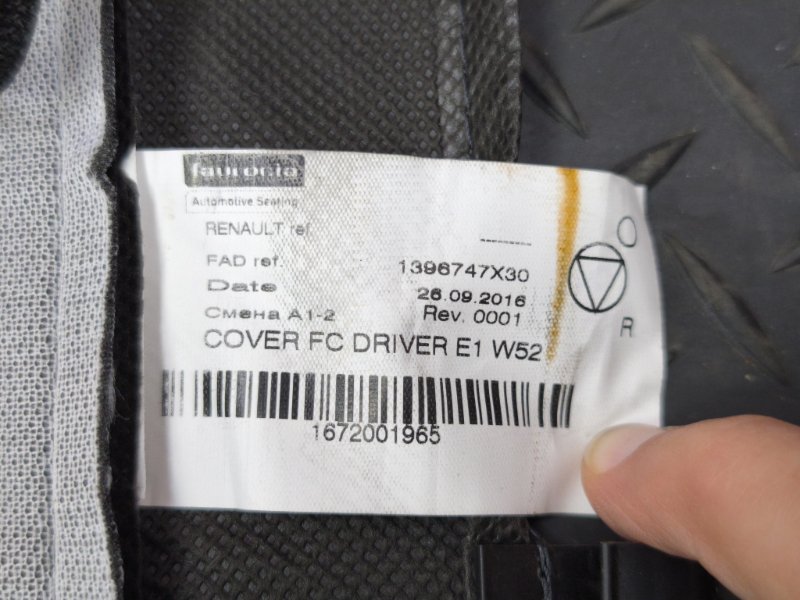 faurecia
Automotive Seating
RENAULT ref.
FAD ref. 1396747X30
Date 26.09.2016
Смена A1-2 Rev. 0001
COVER FC DRIVER E1 W52
R
1672001965